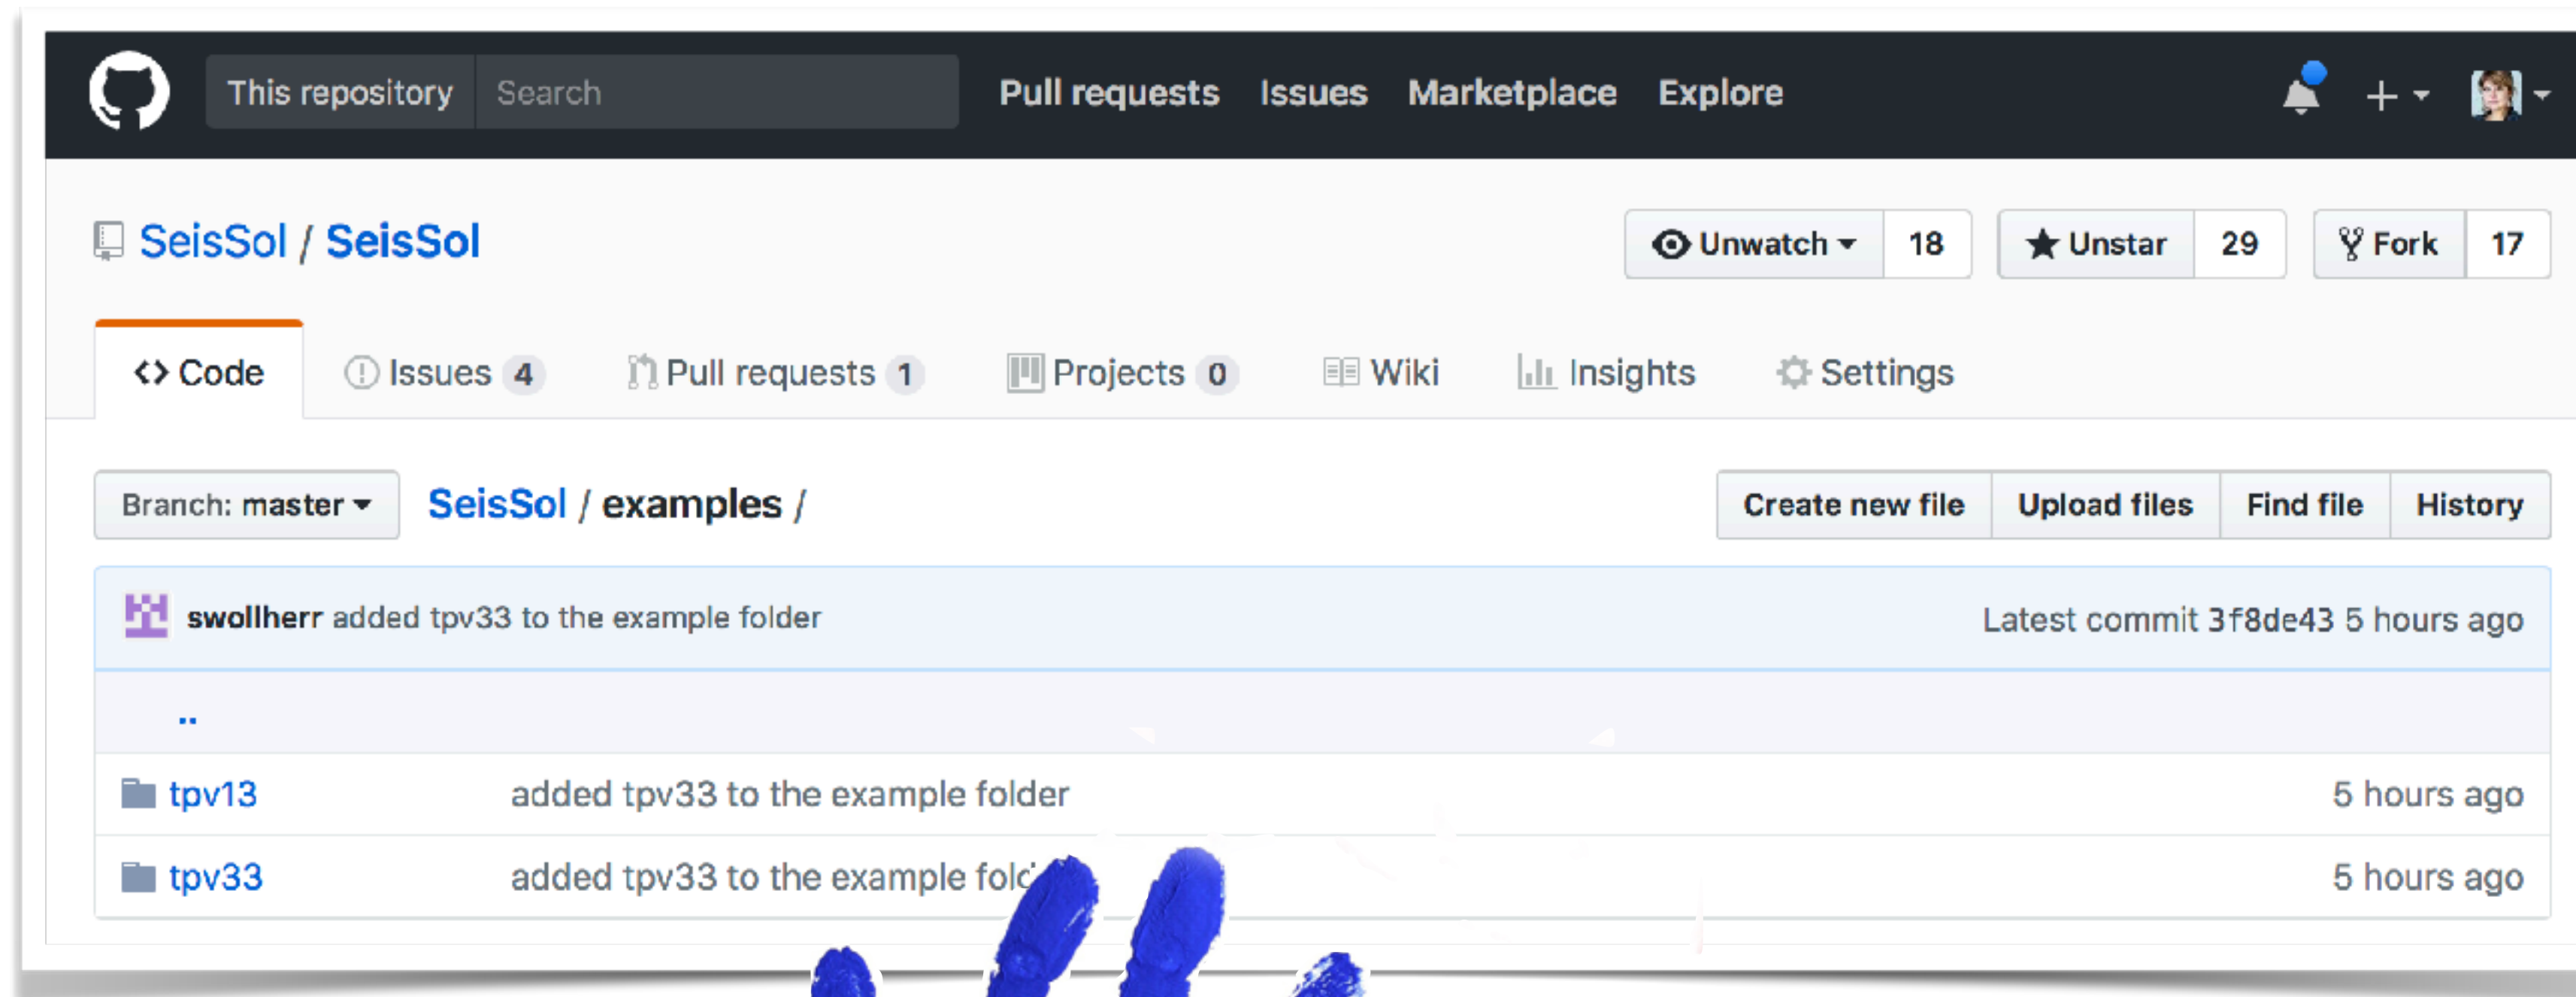 This repository Search Pull requests Issues Marketplace Explore
SeisSol / SeisSol Unwatch 18 Unstar 29 Fork 17
Code Issues 4 Pull requests 1 Projects 0 Wiki Insights Settings
Branch: master SeisSol / examples / Create new file Upload files Find file History
swollherr added tpv33 to the example folder Latest commit 3f8de43 5 hours ago
..
tpv13 added tpv33 to the example folder 5 hours ago
tpv33 added tpv33 to the example 5 hours ago